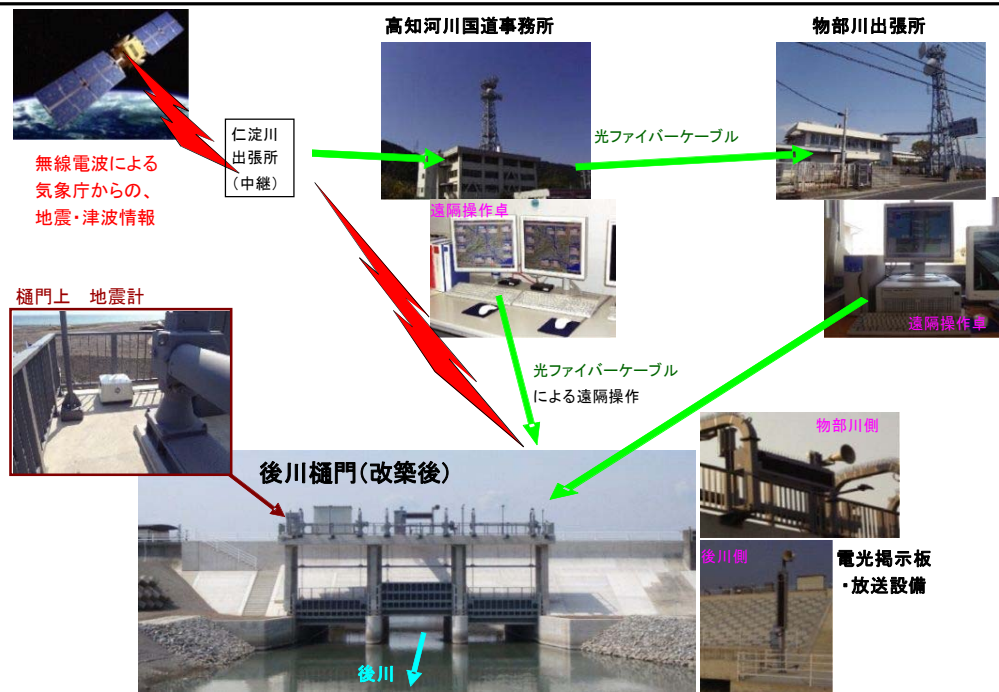 高知河川国道事務所
物部川出張所
仁淀川
出張所
（中継）
光ファイバーケーブル
無線電波による
気象庁からの、
地震・津波情報
遠隔操作卓
遠隔操作卓
樋門上　地震計
光ファイバーケーブル
による遠隔操作
物部川側
後川樋門（改築後）
後川側
電光掲示板
・放送設備
後川